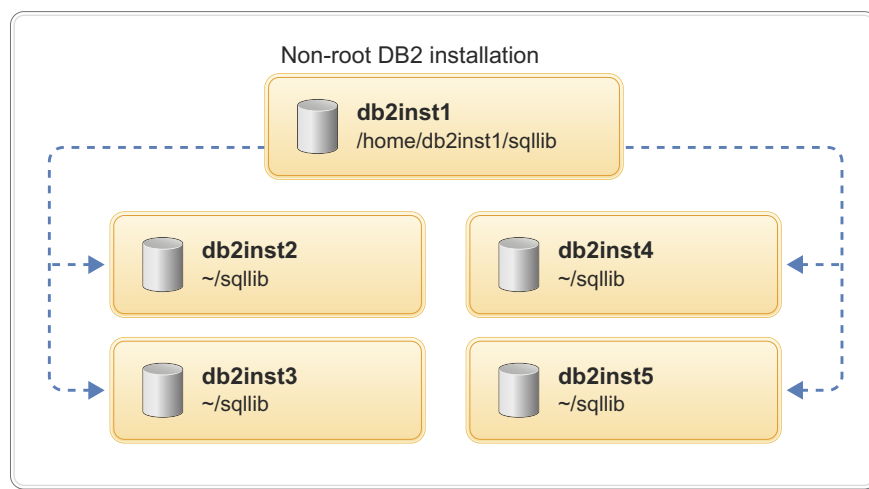 Non-root DB2 installation
db2inst1
/home/db2inst1/sqllib
db2inst2
~/sqllib
db2inst4
~/sqllib
db2inst3
~/sqllib
db2inst5
~/sqllib